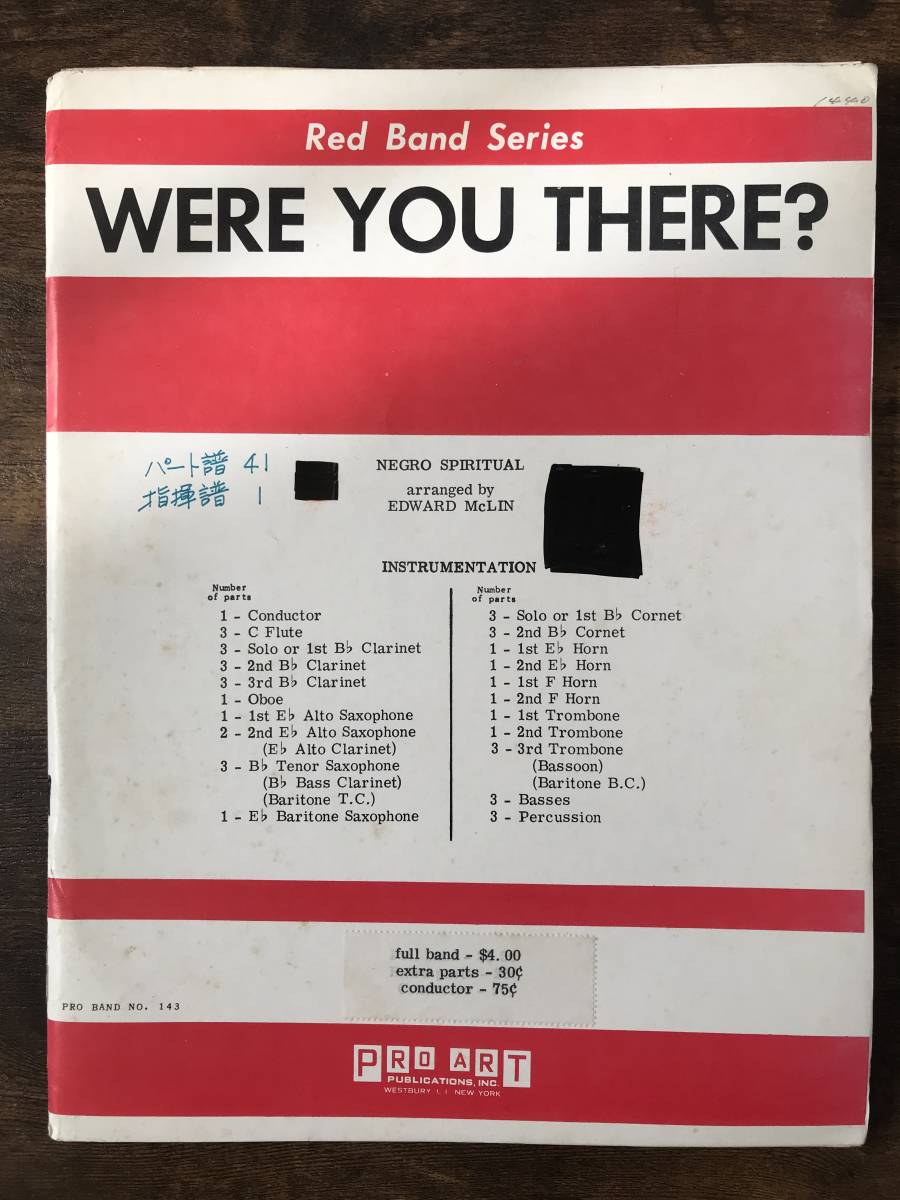 14440
Red Band Series
WERE YOU THERE?
パート譜 41
指揮譜 1
NEGRO SPIRITUAL
arranged by
EDWARD McLIN
INSTRUMENTATION
Number
of parts
1 - Conductor
3 - C Flute
3 - Solo or 1st B♭ Clarinet
3 - 2nd B♭ Clarinet
3 - 3rd B♭ Clarinet
1 - Oboe
1 - 1st E♭ Alto Saxophone
2 - 2nd E♭ Alto Saxophone
(E♭ Alto Clarinet)
3 - B♭ Tenor Saxophone
(B♭ Bass Clarinet)
(Baritone T.C.)
1 - E♭ Baritone Saxophone
Number
of parts
3 - Solo or 1st B♭ Cornet
3 - 2nd B♭ Cornet
1 - 1st E♭ Horn
1 - 2nd E♭ Horn
1 - 1st F Horn
1 - 2nd F Horn
1 - 1st Trombone
1 - 2nd Trombone
3 - 3rd Trombone
(Bassoon)
(Baritone B.C.)
3 - Basses
3 - Percussion
full band - $4.00
extra parts - 30¢
conductor - 75¢
PRO BAND NO. 143
PRO ART
PUBLICATIONS, INC.
WESTBURY L. I. NEW YORK